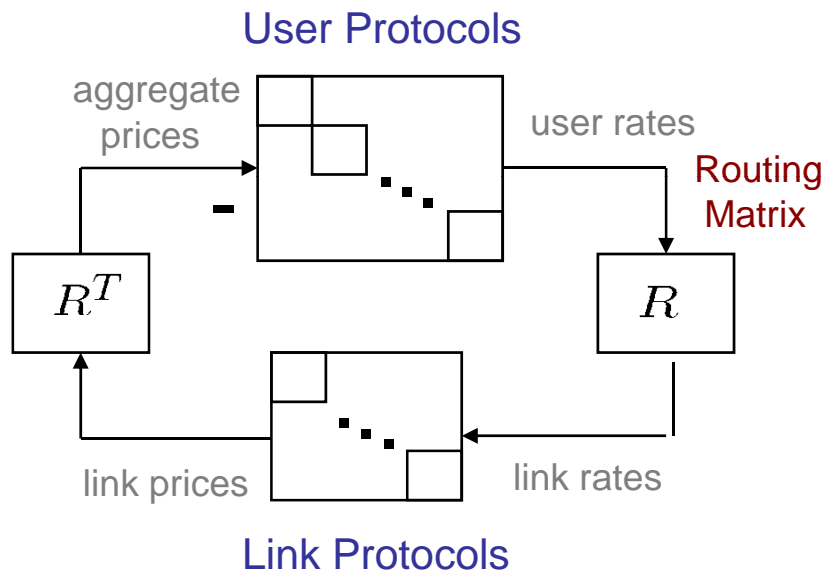 User Protocols
aggregate
prices
user rates
Routing
Matrix
-
R^T
R
link prices
link rates
Link Protocols